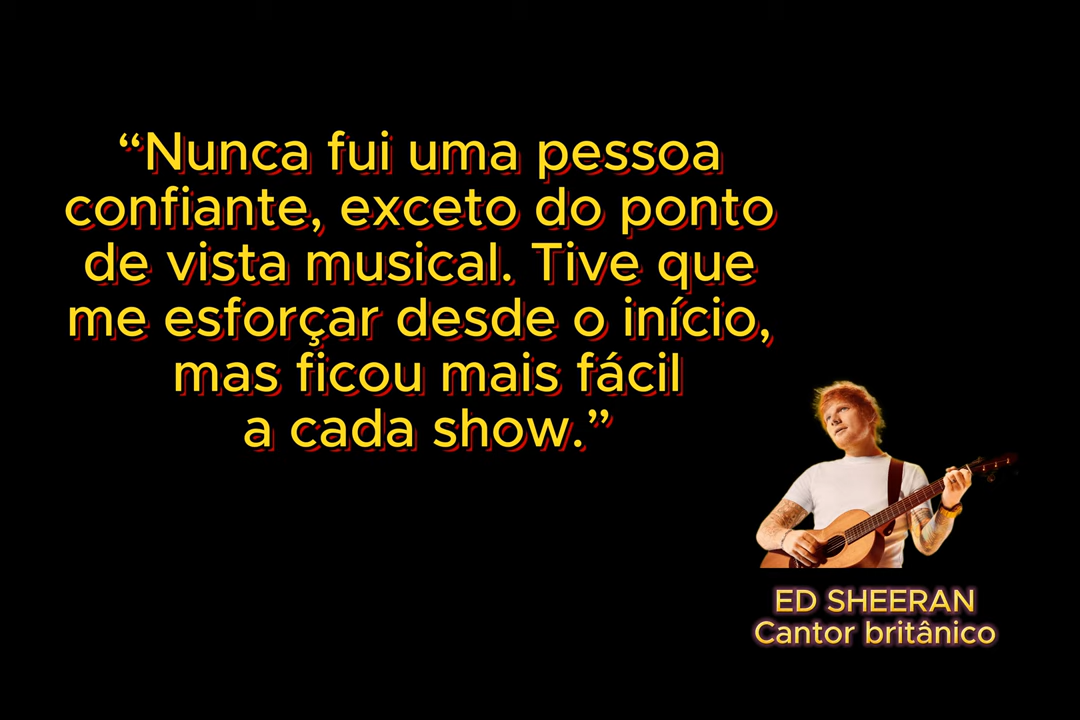 “Nunca fui uma pessoa
confiante, exceto do ponto
de vista musical. Tive que
me esforçar desde o início,
mas ficou mais fácil
a cada show.”
ED SHEERAN
Cantor britânico